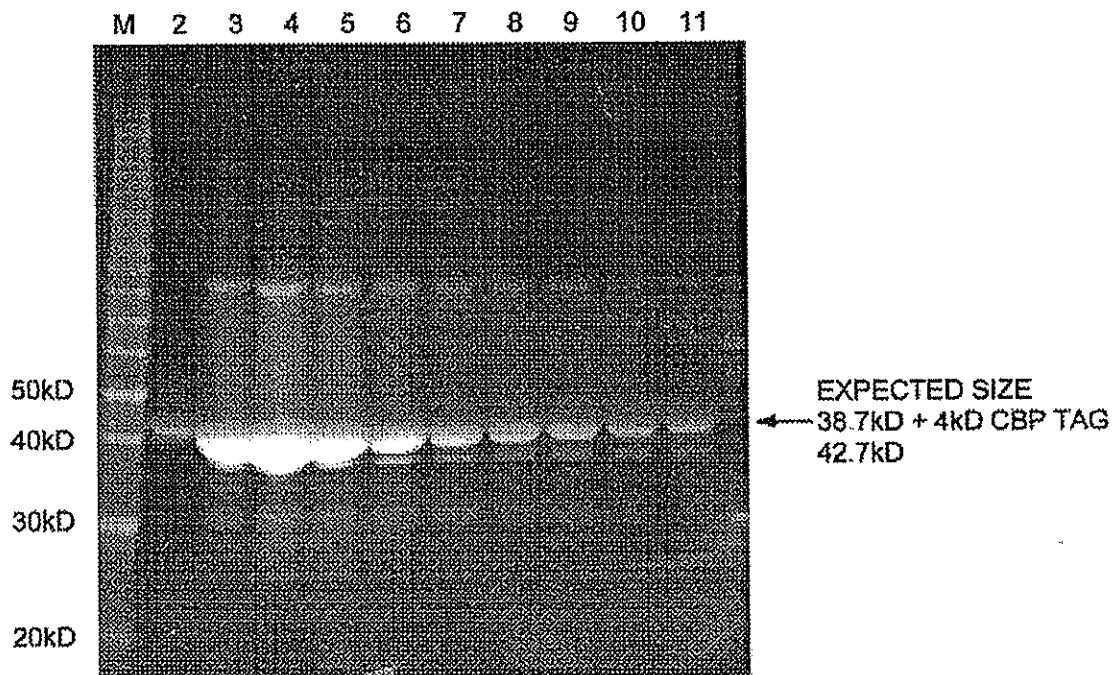 M 2 3 4 5 6 7 8 9 10 11
50kD
40kD
30kD
20kD
EXPECTED SIZE
38.7kD + 4kD CBP TAG
42.7kD